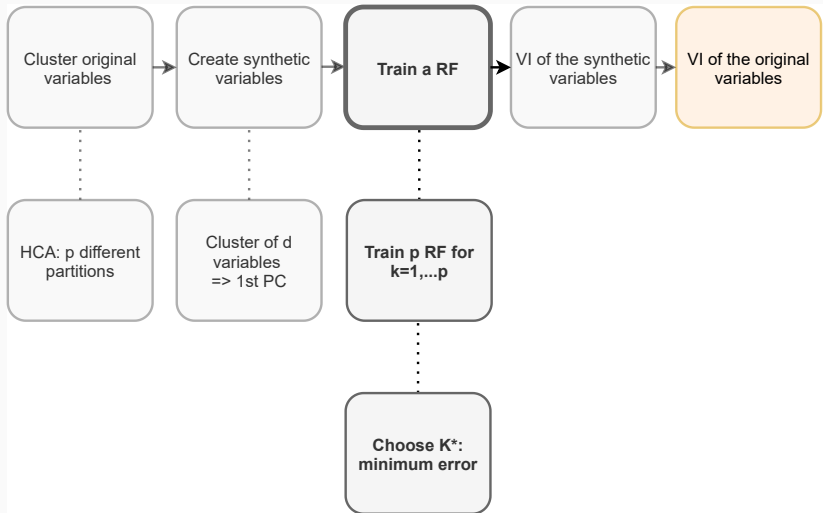 Cluster original
variables
Create synthetic
variables
Train a RF
VI of the synthetic
variables
VI of the original
variables
HCA: p different
partitions
Cluster of d
variables
=> 1st PC
Train p RF for
k=1,...p
Choose K*:
minimum error